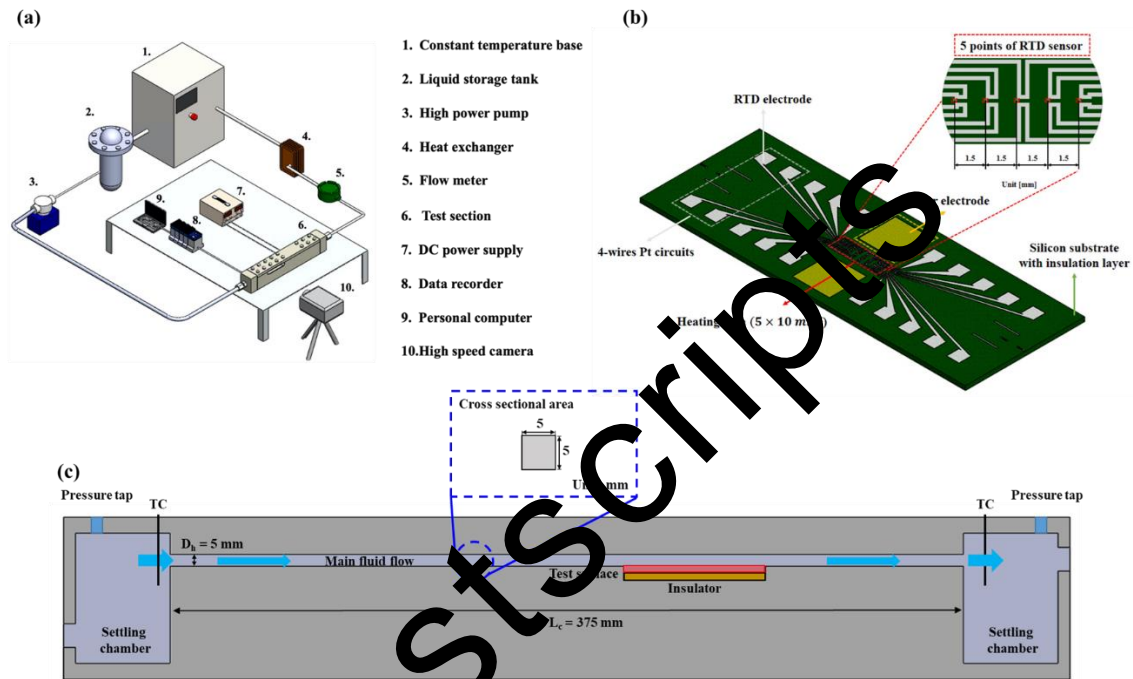 (a)
1.
2.
3.
4.
5.
6.
7.
8.
9.
10.
1. Constant temperature base
2. Liquid storage tank
3. High power pump
4. Heat exchanger
5. Flow meter
6. Test section
7. DC power supply
8. Data recorder
9. Personal computer
10.High speed camera
(b)
5 points of RTD sensor
1.5 1.5 1.5 1.5
Unit [mm]
RTD electrode
electrode
4-wires Pt circuits
Silicon substrate
with insulation layer
Heating (5 × 10
Cross sectional area
5
5
mm
(c)
Pressure tap
TC
Pressure tap
TC
Dh = 5 mm
Main fluid flow
Test
Insulator
Lc = 375 mm
Settling
chamber
Settling
chamber
stscripts